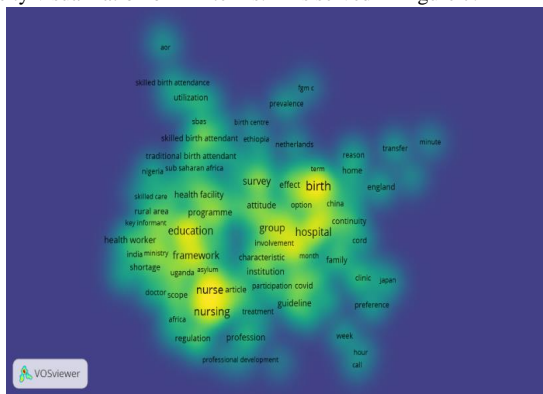 aor
skilled birth attendance
utilization
fgm c
prevalence
sbas
birth centre
skilled birth attendant
ethiopia
netherlands
minute
transfer
traditional birth attendant
reason
nigeria
sub saharan africa
term
home
survey
effect
birth
england
skilled care
health facility
attitude
option
china
rural area
programme
continuity
key informant
education
group
hospital
health worker
involvement
cord
india
ministry
framework
characteristic
month
family
shortage
uganda
asylum
institution
clinic
japan
doctor
scope
nurse
article
participation
covid
preference
guideline
africa
nursing
treatment
regulation
profession
week
professional development
hour
call
VOSviewer